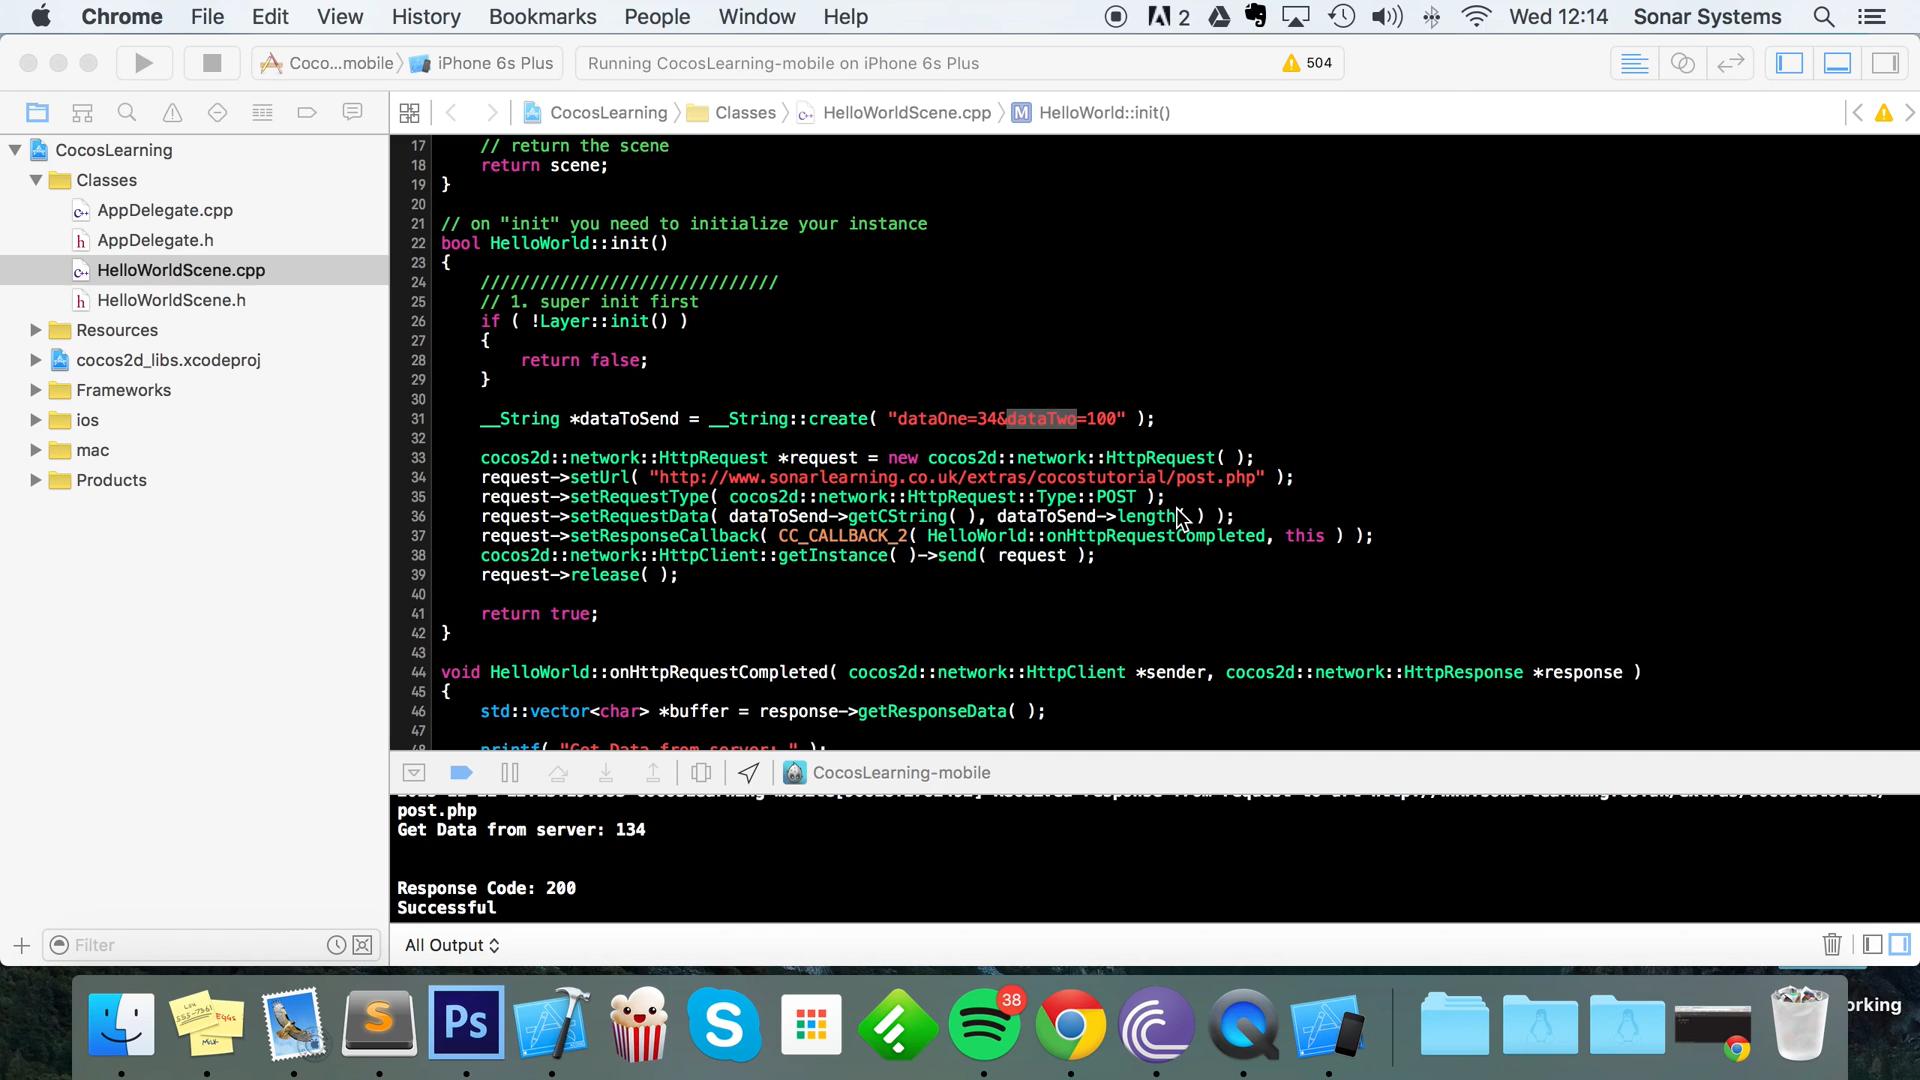 Chrome File Edit View History Bookmarks People Window Help 2 Wed 12:14 Sonar Systems
Coco...mobile iPhone 6s Plus Running CocosLearning-mobile on iPhone 6s Plus 504
CocosLearning Classes HelloWorldScene.cpp M HelloWorld::init()
CocosLearning
Classes
AppDelegate.cpp
AppDelegate.h
HelloWorldScene.cpp
HelloWorldScene.h
Resources
cocos2d_libs.xcodeproj
Frameworks
ios
mac
Products
Filter
17 // return the scene
18 return scene;
19 }
20
21 // on "init" you need to initialize your instance
22 bool HelloWorld::init()
23 {
24 //////////////////////////////
25 // 1. super init first
26 if ( !Layer::init() )
27 {
28 return false;
29 }
30
31 __String *dataToSend = __String::create( "dataOne=34&dataTwo=100" );
32
33 cocos2d::network::HttpRequest *request = new cocos2d::network::HttpRequest( );
34 request->setUrl( "http://www.sonarlearning.co.uk/extras/cocostutorial/post.php" );
35 request->setRequestType( cocos2d::network::HttpRequest::Type::POST );
36 request->setRequestData( dataToSend->getCString( ), dataToSend->length( ) );
37 request->setResponseCallback( CC_CALLBACK_2( HelloWorld::onHttpRequestCompleted, this ) );
38 cocos2d::network::HttpClient::getInstance( )->send( request );
39 request->release( );
40
41 return true;
42 }
43
44 void HelloWorld::onHttpRequestCompleted( cocos2d::network::HttpClient *sender, cocos2d::network::HttpResponse *response )
45 {
46 std::vector<char> *buffer = response->getResponseData( );
47
48 printf( "Get Data from server: " );
CocosLearning-mobile
post.php
Get Data from server: 134
Response Code: 200
Successful
All Output
38
Ps
orking